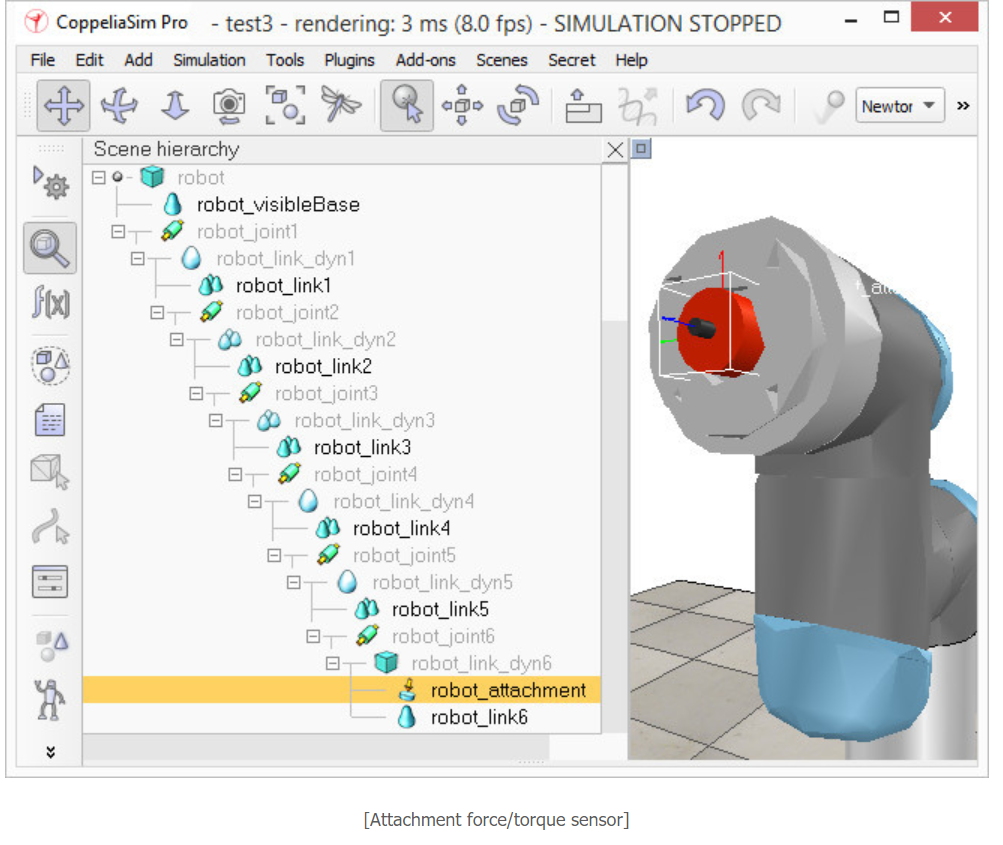 CoppeliaSim Pro - test3 - rendering: 3 ms (8.0 fps) - SIMULATION STOPPED
File Edit Add Simulation Tools Plugins Add-ons Scenes Secret Help
Newtor
Scene hierarchy
robot
robot_visibleBase
robot_joint1
robot_link_dyn1
robot_link1
robot_joint2
robot_link_dyn2
robot_link2
robot_joint3
robot_link_dyn3
robot_link3
robot_joint4
robot_link_dyn4
robot_link4
robot_joint5
robot_link_dyn5
robot_link5
robot_joint6
robot_link_dyn6
robot_attachment
robot_link6
f(x)
[Attachment force/torque sensor]